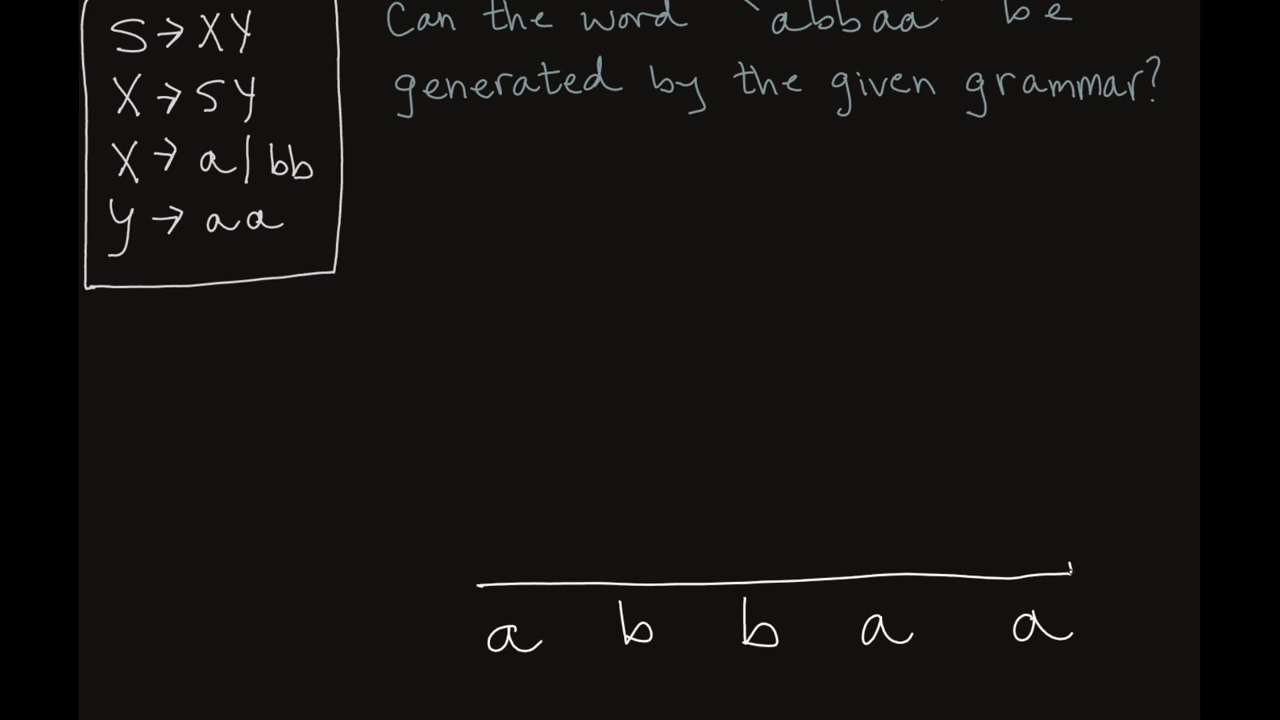 S → XY
X → SY
X → a | bb
Y → aa
Can the word `abbaa` be
generated by the given grammar?
a b b a a